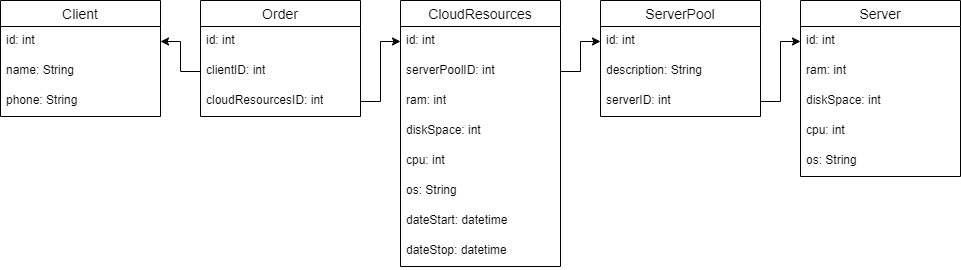 Client
id: int
name: String
phone: String
Order
id: int
clientID: int
cloudResourcesID: int
CloudResources
id: int
serverPoolID: int
ram: int
diskSpace: int
cpu: int
os: String
dateStart: datetime
dateStop: datetime
ServerPool
id: int
description: String
serverID: int
Server
id: int
ram: int
diskSpace: int
cpu: int
os: String